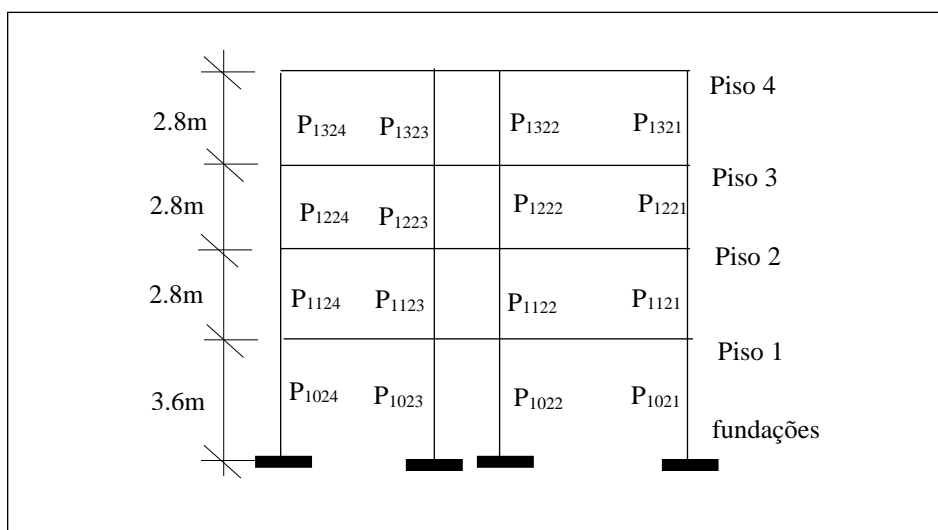 Piso 4
2.8m
P1324
P1323
P1322
P1321
Piso 3
2.8m
P1224
P1223
P1222
P1221
Piso 2
2.8m
P1124
P1123
P1122
P1121
Piso 1
3.6m
P1024
P1023
P1022
P1021
fundações